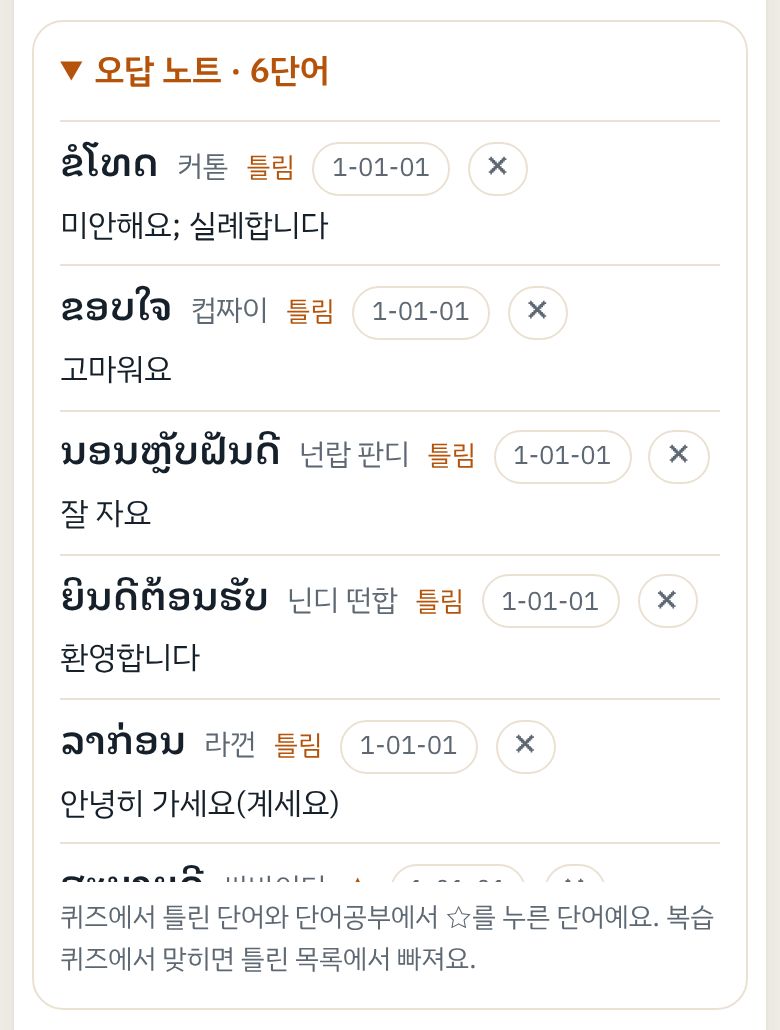 ▼ 오답 노트 · 6단어
ຂໍໂທດ 커톧 틀림 1-01-01 ✕
미안해요; 실례합니다
ຂອບໃຈ 컵짜이 틀림 1-01-01 ✕
고마워요
ນອນຫຼັບຝັນດີ 넌랍 판디 틀림 1-01-01 ✕
잘 자요
ຍິນດີຕ້ອນຮັບ 닌디 떤합 틀림 1-01-01 ✕
환영합니다
ລາກ່ອນ 라껀 틀림 1-01-01 ✕
안녕히 가세요(계세요)
퀴즈에서 틀린 단어와 단어공부에서 ☆를 누른 단어예요. 복습
퀴즈에서 맞히면 틀린 목록에서 빠져요.